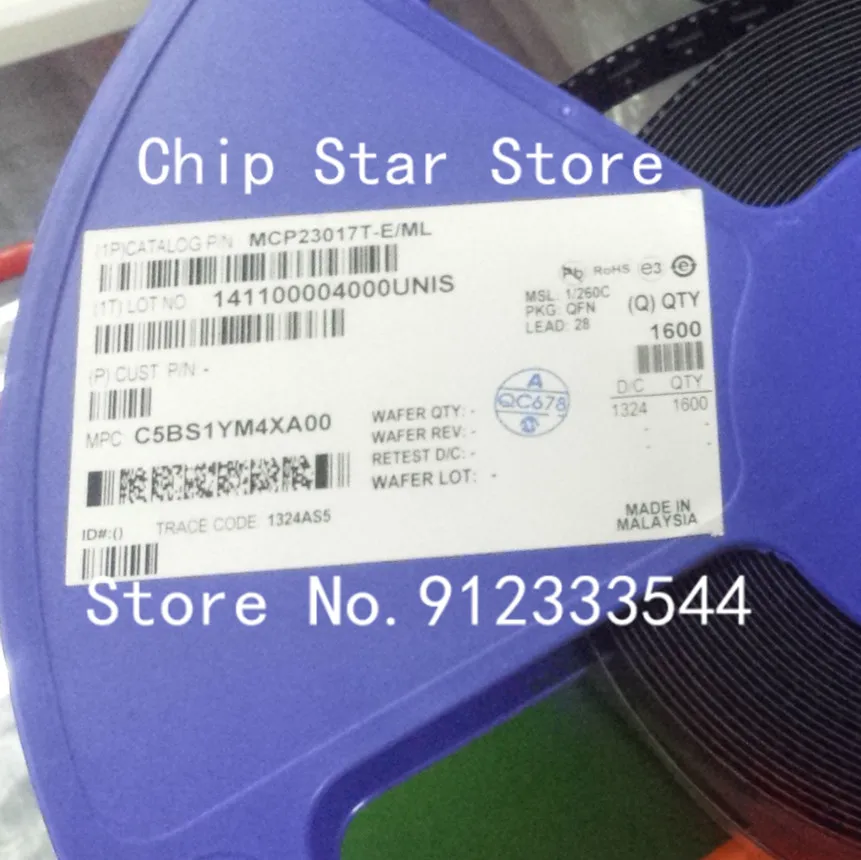 Chip Star Store
(1P)CATALOG P/N MCP23017T-E/ML
(1T) LOT NO 141100004000UNIS
Pb RoHS e3 e
MSL: 1/260C
PKG: QFN
LEAD: 28
(Q) QTY
1600
(P) CUST. P/N: -
D/C QTY
1324 1600
- -
- -
A
QC678
MPC C5BS1YM4XA00
WAFER QTY: -
WAFER REV: -
RETEST D/C: -
WAFER LOT: -
ID#:() TRACE CODE: 1324AS5
MADE IN
MALAYSIA
Store No.912333544